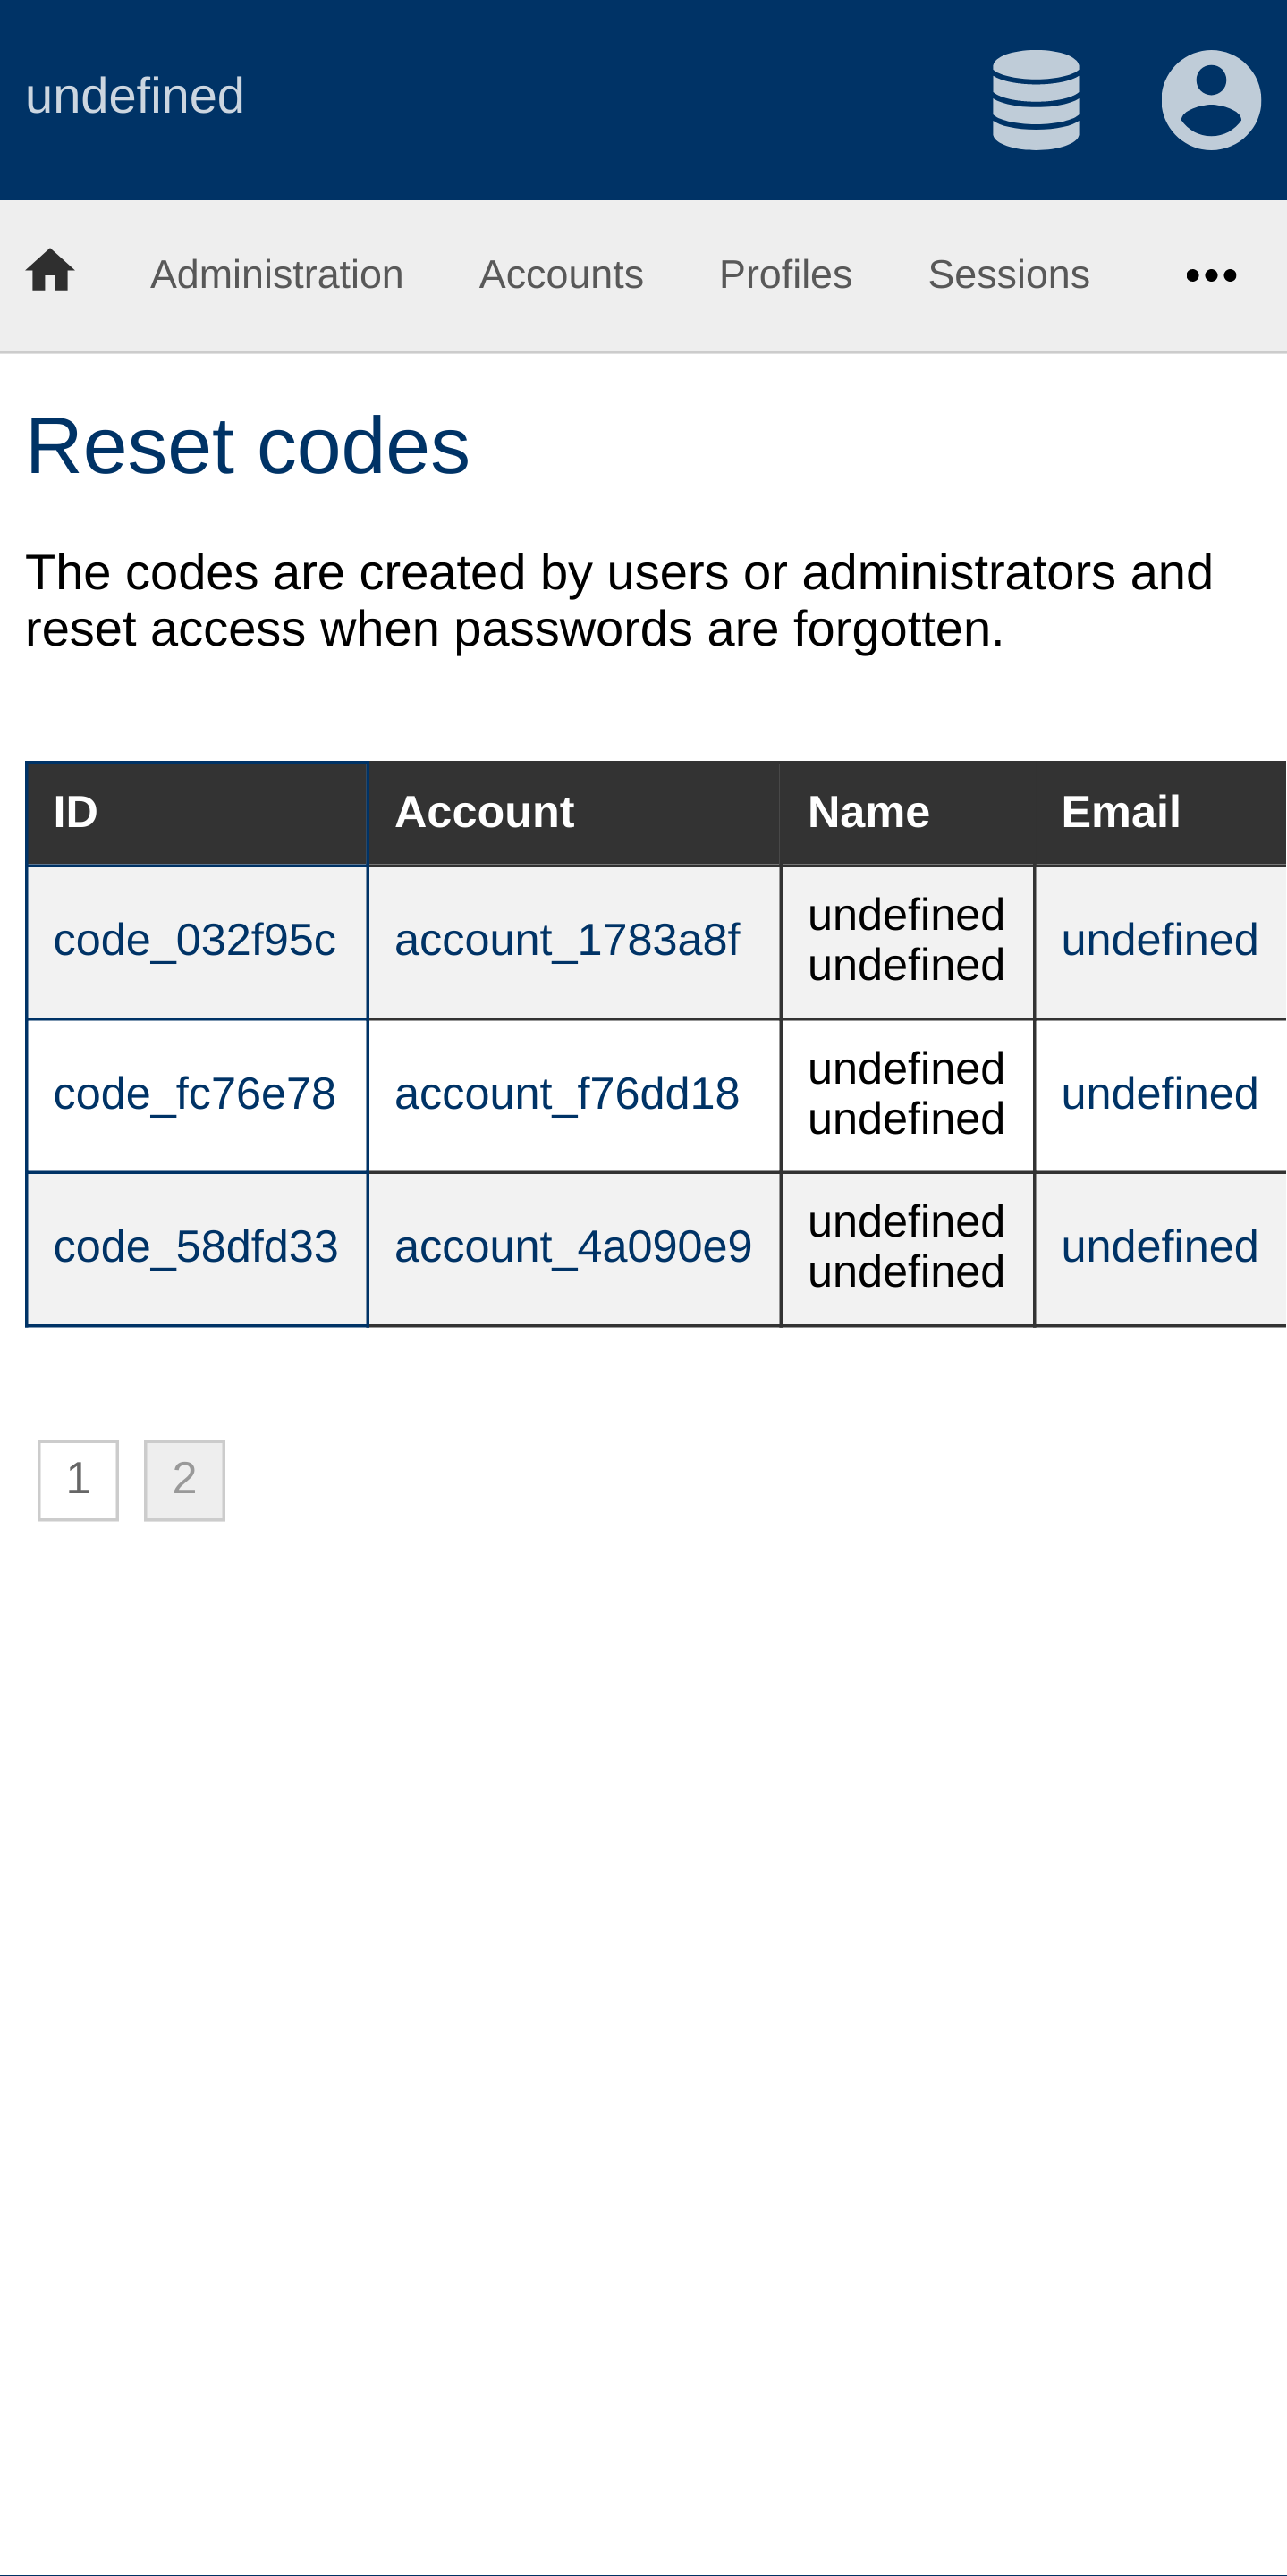 undefined
Administration Accounts Profiles Sessions •••
Reset codes
The codes are created by users or administrators and
reset access when passwords are forgotten.
ID Account Name Email
code_032f95c account_1783a8f undefined undefined undefined
code_fc76e78 account_f76dd18 undefined undefined undefined
code_58dfd33 account_4a090e9 undefined undefined undefined
1 2